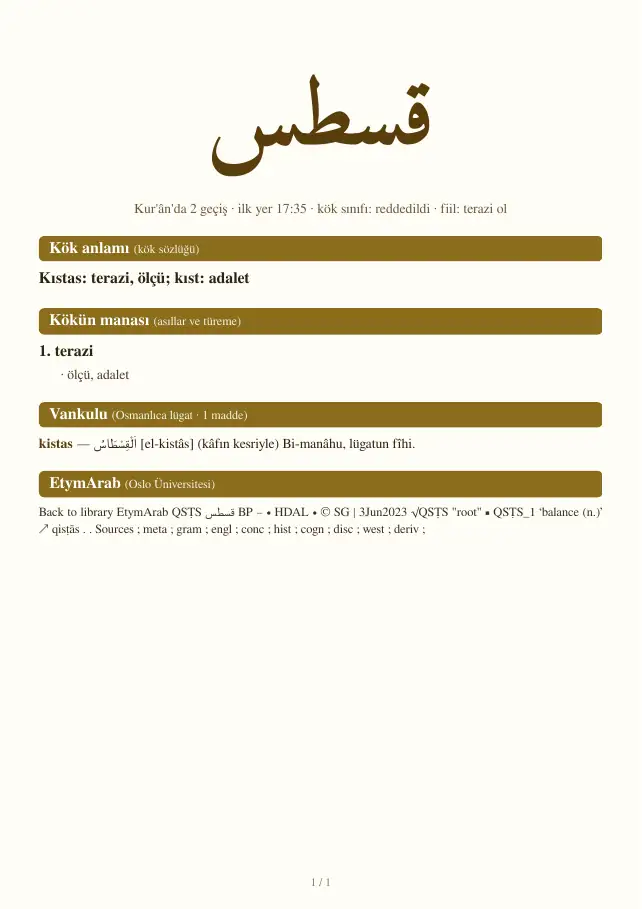 قسطس
Kur'ân'da 2 geçiş · ilk yer 17:35 · kök sınıfı: reddedildi · fiil: terazi ol
Kök anlamı (kök sözlüğü)
Kıstas: terazi, ölçü; kıst: adalet
Kökün manası (asıllar ve türeme)
1. terazi
· ölçü, adalet
Vankulu (Osmanlıca lügat · 1 madde)
kistas — اَلْقِسْطَاسُ [el-kistâs] (kâfın kesriyle) Bi-manâhu, lügatun fîhi.
EtymArab (Oslo Üniversitesi)
Back to library EtymArab QSṬS قسطس BP – • HDAL • © SG | 3Jun2023 √QSṬS "root" ▪ QSṬS_1 ‘balance (n.)’
↗ qisṭās . . Sources ; meta ; gram ; engl ; conc ; hist ; cogn ; disc ; west ; deriv ;
1 / 1